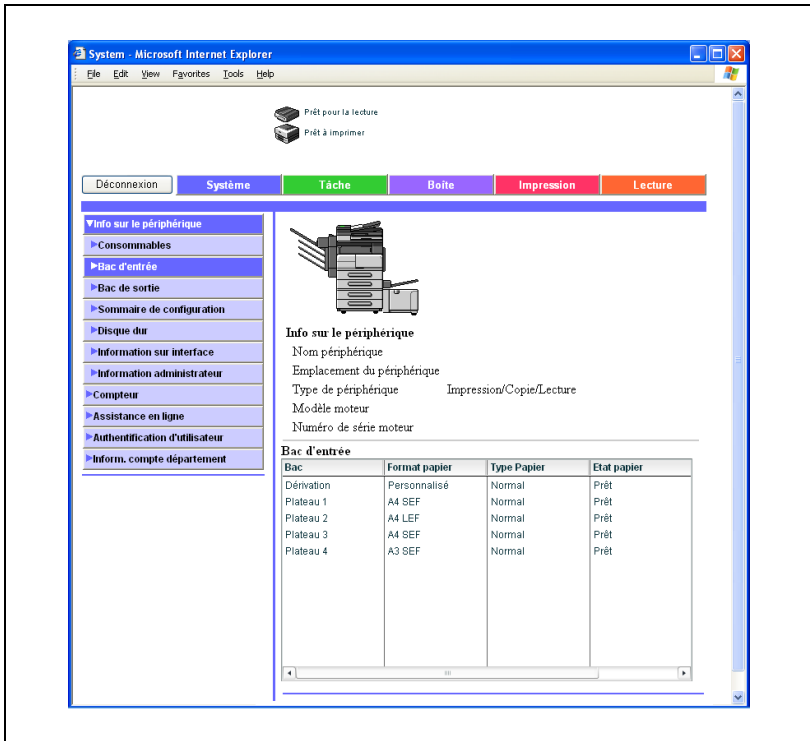 System - Microsoft Internet Explorer
File Edit View Favorites Tools Help
Prêt pour la lecture
Prêt à imprimer
Déconnexion Système Tâche Boîte Impression Lecture
Info sur le périphérique
Consommables
Bac d'entrée
Bac de sortie
Sommaire de configuration
Disque dur
Information sur interface
Information administrateur
Compteur
Assistance en ligne
Authentification d'utilisateur
Inform. compte département
Info sur le périphérique
Nom périphérique
Emplacement du périphérique
Type de périphérique Impression/Copie/Lecture
Modèle moteur
Numéro de série moteur
Bac d'entrée
Bac Format papier Type Papier Etat papier
Dérivation Personnalisé Normal Prêt
Plateau 1 A4 SEF Normal Prêt
Plateau 2 A4 LEF Normal Prêt
Plateau 3 A4 SEF Normal Prêt
Plateau 4 A3 SEF Normal Prêt